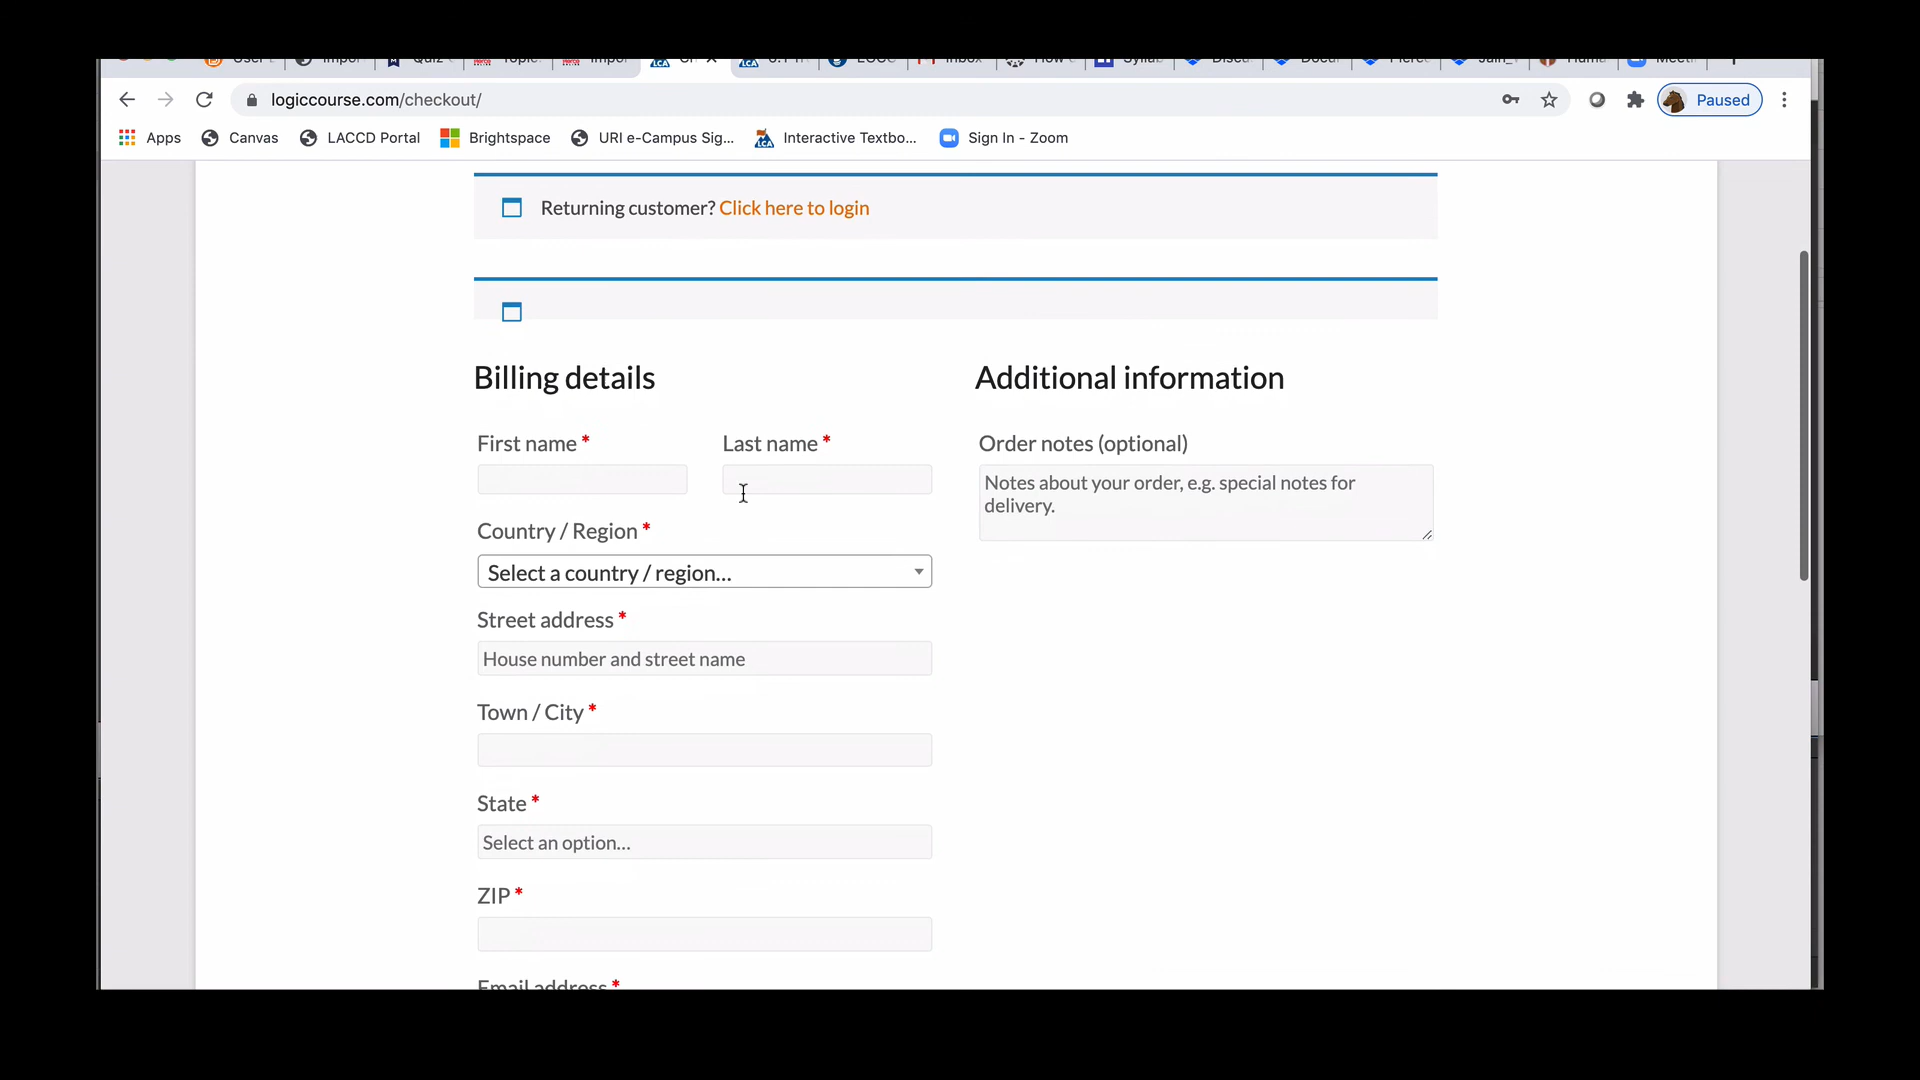 logiccourse.com/checkout/
Paused
Apps
Canvas
LACCD Portal
Brightspace
URI e-Campus Sig...
Interactive Textbo...
Sign In - Zoom
Returning customer? Click here to login
Billing details
Additional information
First name *
Last name *
Order notes (optional)
Notes about your order, e.g. special notes for
delivery.
Country / Region *
Select a country / region...
Street address *
House number and street name
Town / City *
State *
Select an option...
ZIP *
Email address *